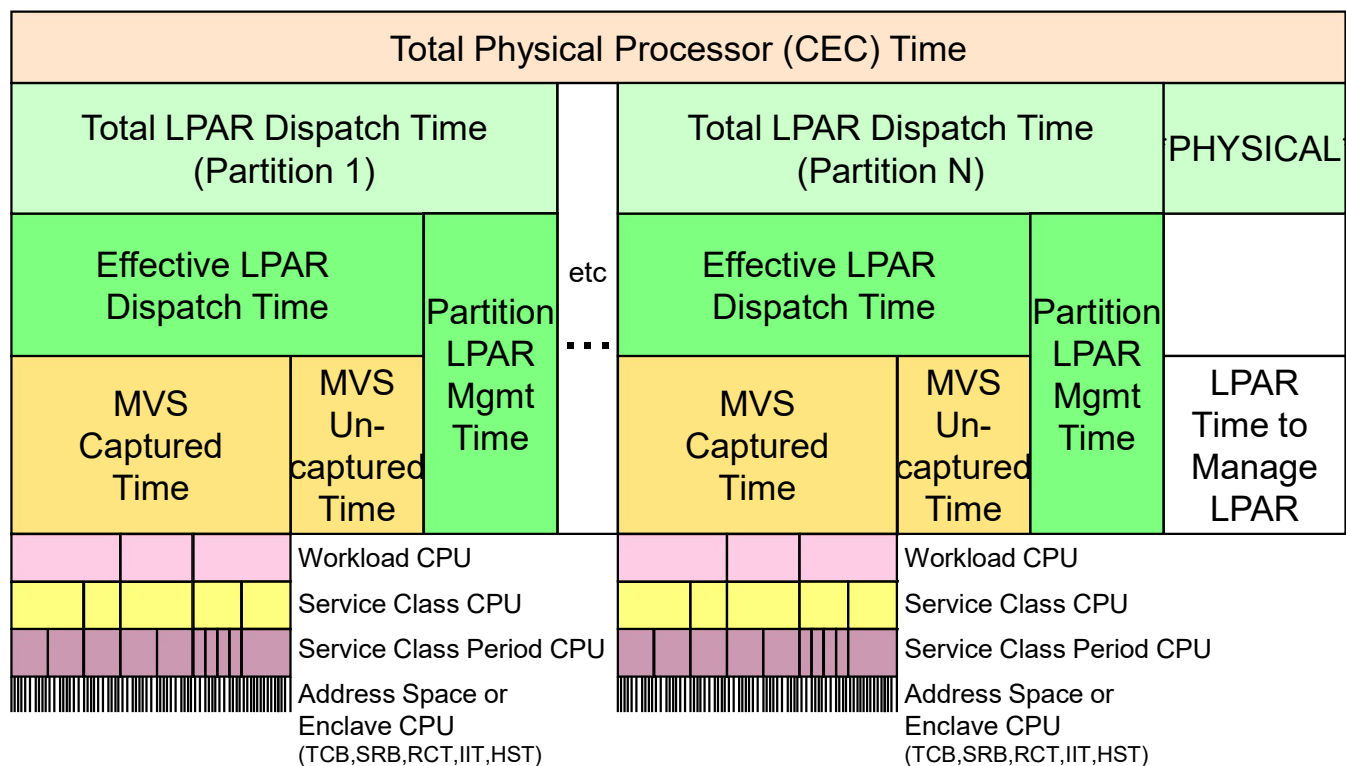 Total Physical Processor (CEC) Time
Total LPAR Dispatch Time
(Partition 1)
Total LPAR Dispatch Time
(Partition N)
*PHYSICAL*
Effective LPAR
Dispatch Time
Partition
LPAR
Mgmt
Time
etc
...
Effective LPAR
Dispatch Time
Partition
LPAR
Mgmt
Time
MVS
Captured
Time
MVS
Un-
captured
Time
MVS
Captured
Time
MVS
Un-
captured
Time
LPAR
Time to
Manage
LPAR
Workload CPU
Service Class CPU
Service Class Period CPU
Address Space or
Enclave CPU
(TCB,SRB,RCT,IIT,HST)
Workload CPU
Service Class CPU
Service Class Period CPU
Address Space or
Enclave CPU
(TCB,SRB,RCT,IIT,HST)